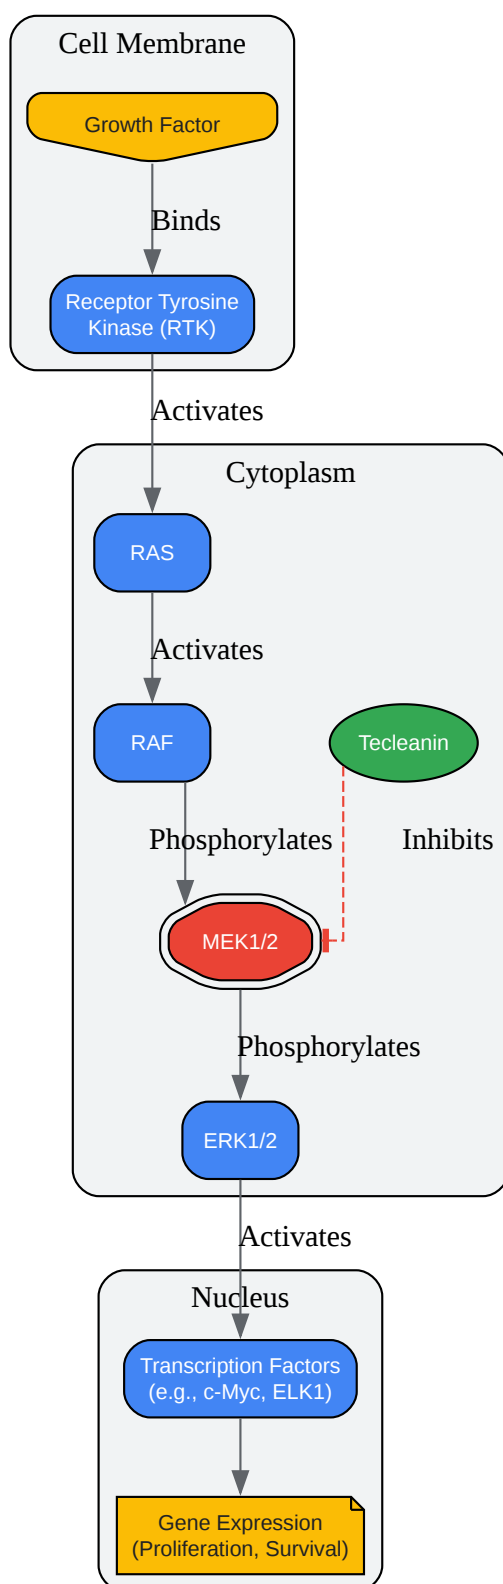 Cell Membrane
Growth Factor
Binds
Receptor Tyrosine
Kinase (RTK)
Activates
Cytoplasm
RAS
Activates
RAF
Tecleanin
Phosphorylates
Inhibits
MEK1/2
Phosphorylates
ERK1/2
Activates
Nucleus
Transcription Factors
(e.g., c-Myc, ELK1)
Gene Expression
(Proliferation, Survival)